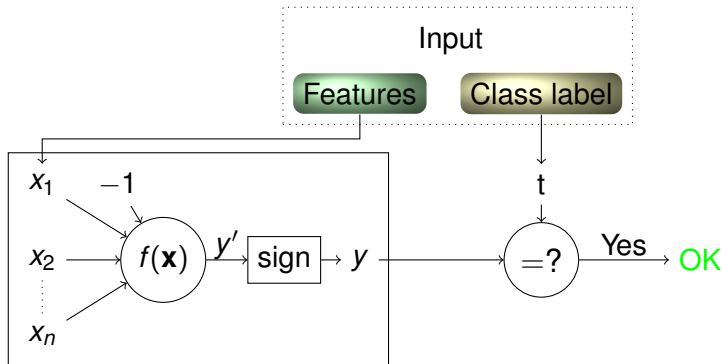 Input
Features
Class label
x₁
−1
t
x₂
f(x)
y′
sign
y
=?
Yes
OK
xₙ